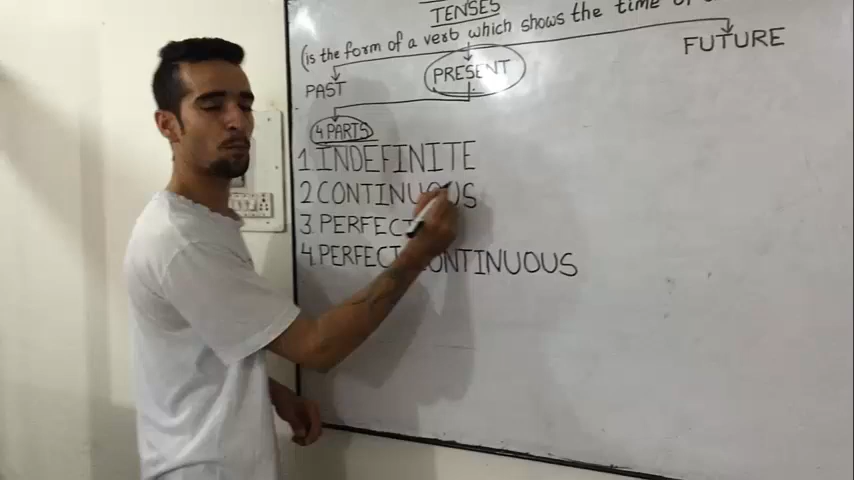 TENSES
(is the form of a verb which shows the time of
PAST PRESENT FUTURE
4 PARTS
1. INDEFINITE
2 CONTINUOUS
3. PERFECT
4. PERFECT CONTINUOUS